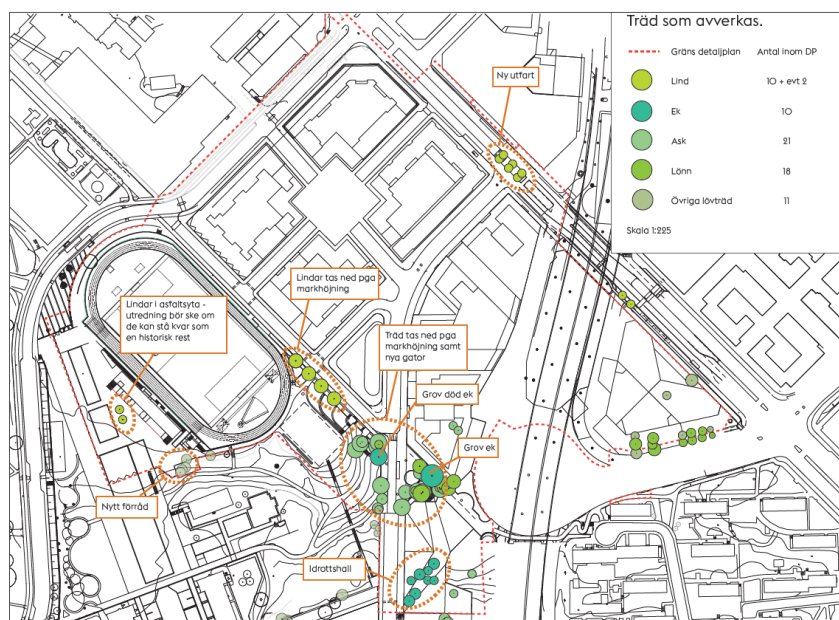 Träd som avverkas.
Gräns detaljplan Antal inom DP
Lind 10 + evt 2
Ek 10
Ask 21
Lönn 18
Övriga lövträd 11
Skala 1:225
Ny utfart
Lindar tas ned pga
markhöjning
Lindar i asfaltsyta -
utredning bör ske om
de kan stå kvar som
en historisk rest
Träd tas ned pga
markhöjning samt
nya gator
Grov död ek
Grov ek
Nytt förråd
Idrottshall